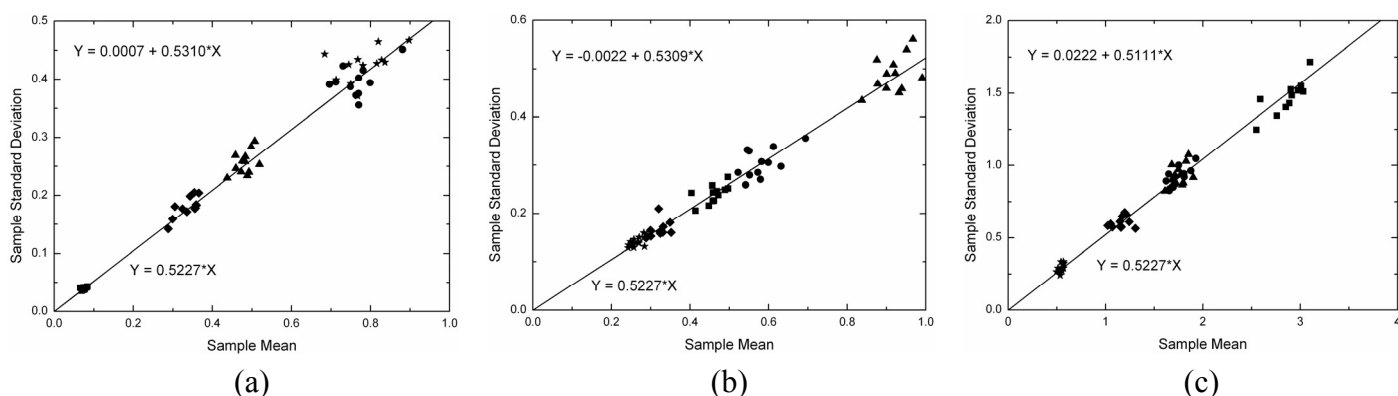 Y = 0.0007 + 0.5310*X
Y = 0.5227*X
Sample Standard Deviation
0.5
0.4
0.3
0.2
0.1
0.0
0.0 0.2 0.4 0.6 0.8 1.0
Sample Mean
(a)
Y = -0.0022 + 0.5309*X
Y = 0.5227*X
Sample Standard Deviation
0.6
0.4
0.2
0.0
0.0 0.2 0.4 0.6 0.8 1.0
Sample Mean
(b)
Y = 0.0222 + 0.5111*X
Y = 0.5227*X
Sample Standard Deviation
2.0
1.5
1.0
0.5
0.0
0 1 2 3 4
Sample Mean
(c)